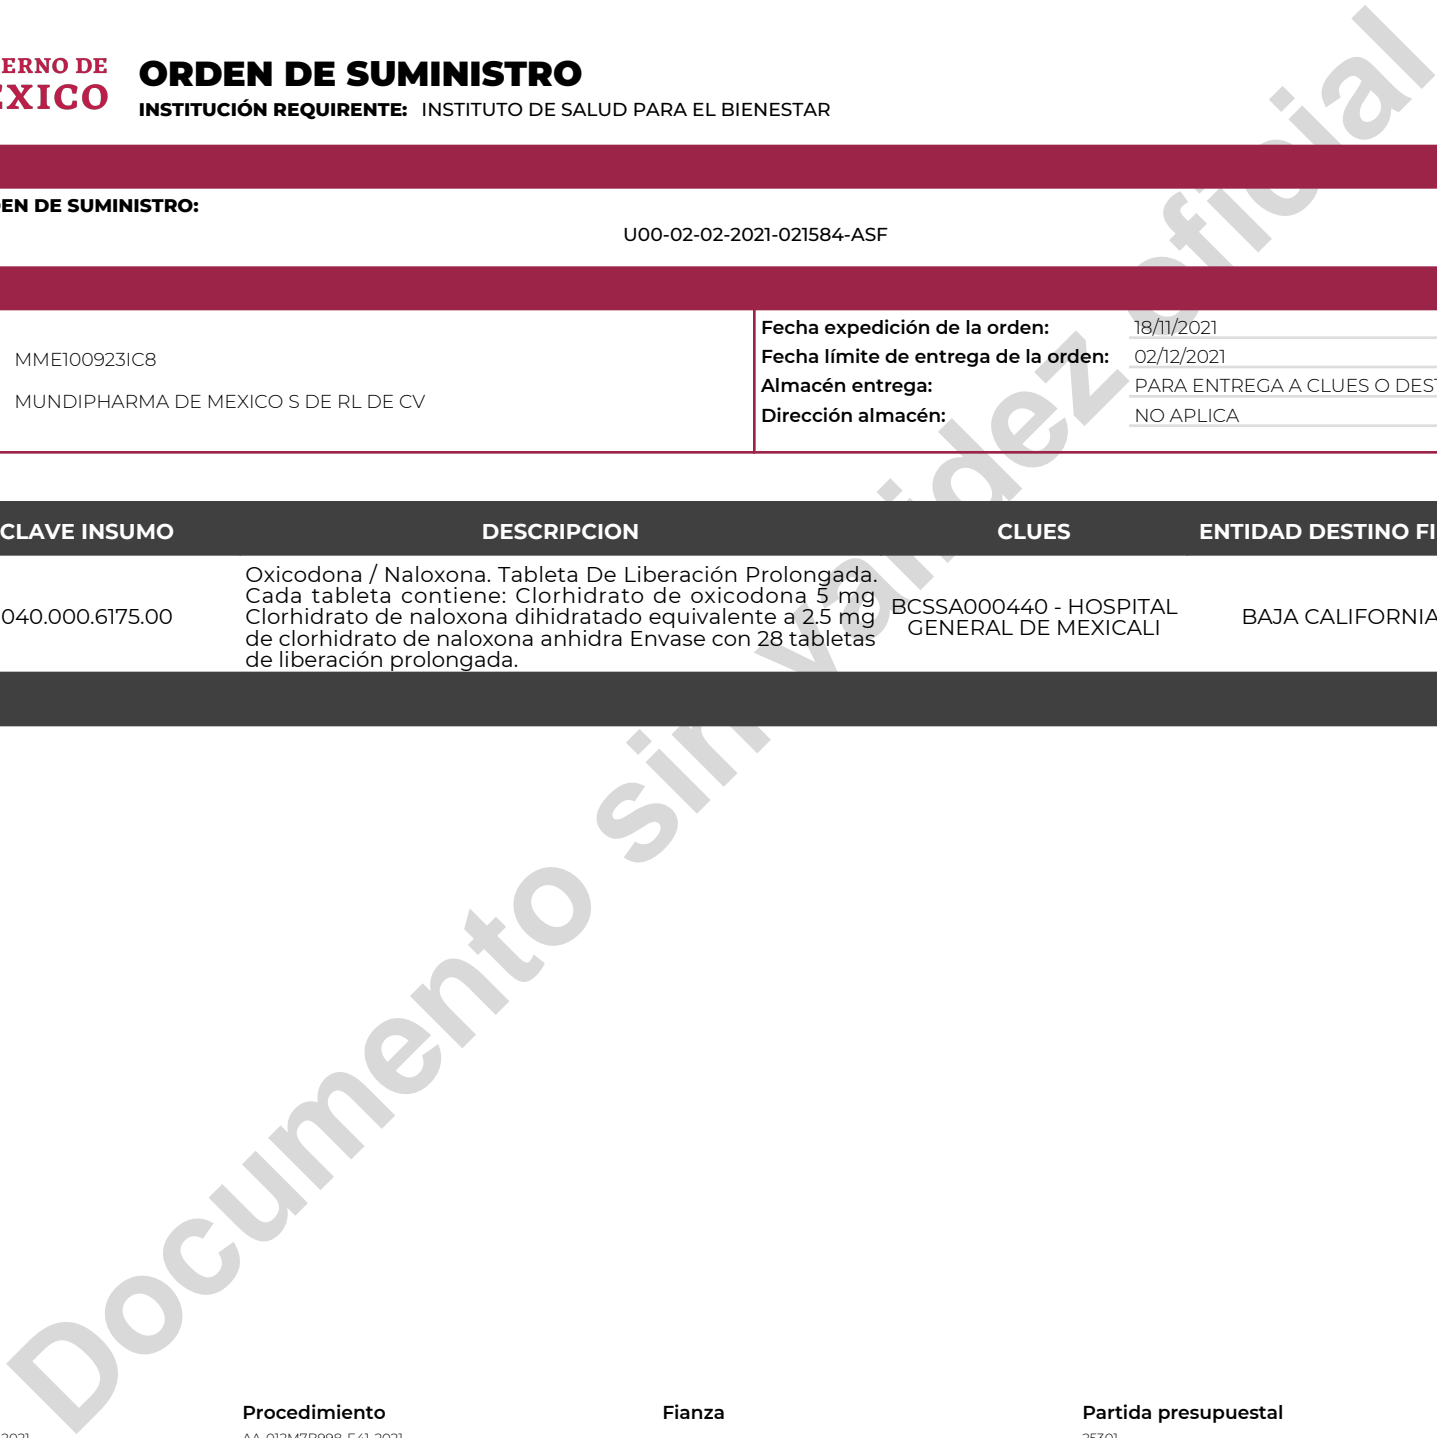 ERNO DE
EXICO
ORDEN DE SUMINISTRO
INSTITUCIÓN REQUIRENTE: INSTITUTO DE SALUD PARA EL BIENESTAR
EN DE SUMINISTRO:
U00-02-02-2021-021584-ASF
MME100923IC8
MUNDIPHARMA DE MEXICO S DE RL DE CV
Fecha expedición de la orden: 18/11/2021
Fecha límite de entrega de la orden: 02/12/2021
Almacén entrega: PARA ENTREGA A CLUES O DEST
Dirección almacén: NO APLICA
CLAVE INSUMO DESCRIPCION CLUES ENTIDAD DESTINO FI
040.000.6175.00
Oxicodona / Naloxona. Tableta De Liberación Prolongada.
Cada tableta contiene: Clorhidrato de oxicodona 5 mg
Clorhidrato de naloxona dihidratado equivalente a 2.5 mg
de clorhidrato de naloxona anhidra Envase con 28 tabletas
de liberación prolongada.
BCSSA000440 - HOSPITAL
GENERAL DE MEXICALI
BAJA CALIFORNIA
Documento sin validez oficial
Procedimiento Fianza Partida presupuestal